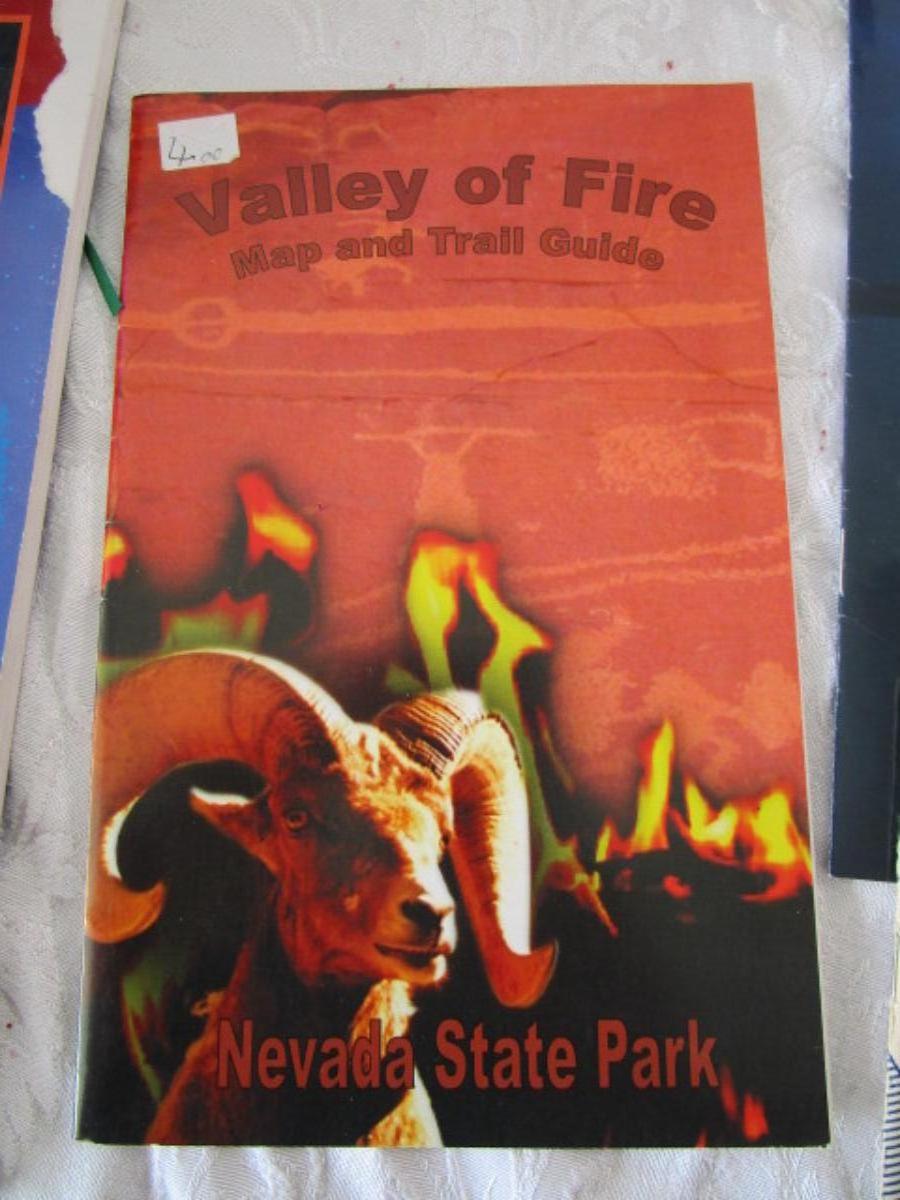 4.00
Valley of Fire
Map and Trail Guide
Nevada State Park